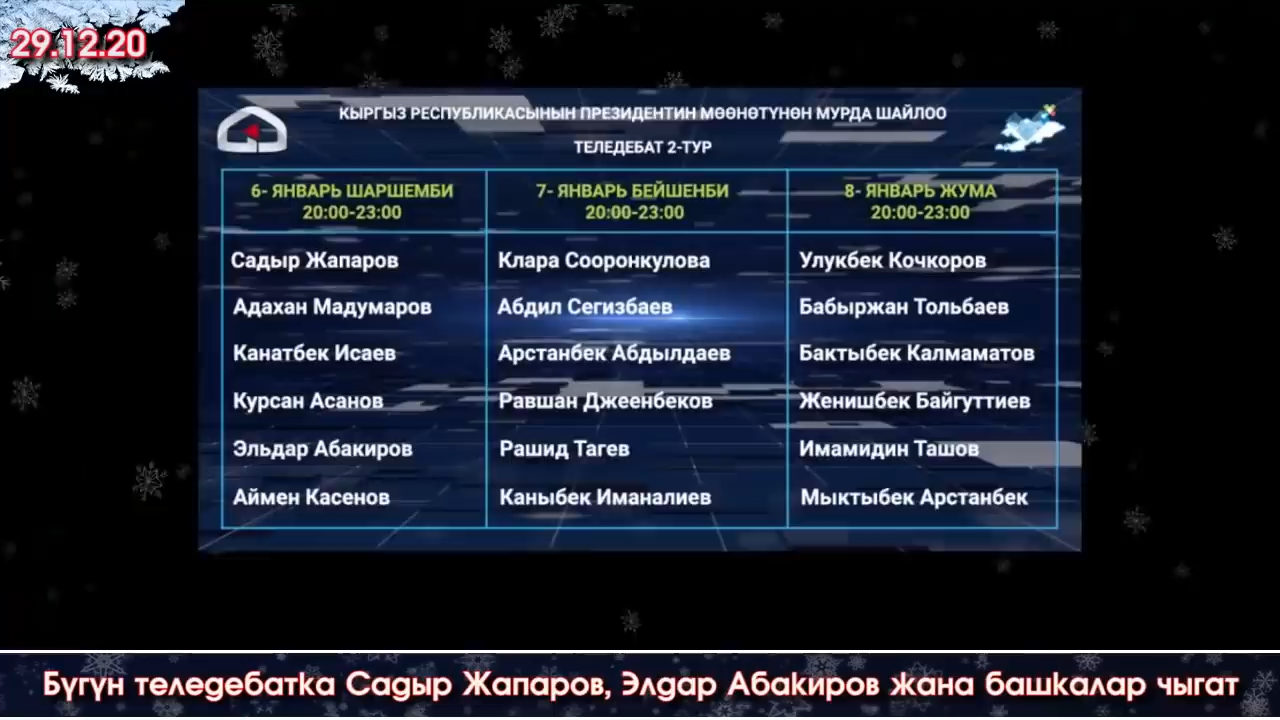 29.12.20
КЫРГЫЗ РЕСПУБЛИКАСЫНЫН ПРЕЗИДЕНТИН МӨӨНӨТҮНӨН МУРДА ШАЙЛОО
ТЕЛЕДЕБАТ 2-ТУР
6- ЯНВАРЬ ШАРШЕМБИ
20:00-23:00
Садыр Жапаров
Адахан Мадумаров
Канатбек Исаев
Курсан Асанов
Эльдар Абакиров
Аймен Касенов
7- ЯНВАРЬ БЕЙШЕНБИ
20:00-23:00
Клара Сооронкулова
Абдил Сегизбаев
Арстанбек Абдылдаев
Равшан Джеенбеков
Рашид Тагев
Каныбек Иманалиев
8- ЯНВАРЬ ЖУМА
20:00-23:00
Улукбек Кочкоров
Бабыржан Тольбаев
Бактыбек Калмаматов
Женишбек Байгуттиев
Имамидин Ташов
Мыктыбек Арстанбек
Бүгүн теледебатка Садыр Жапаров, Элдар Абакиров жана башкалар чыгат